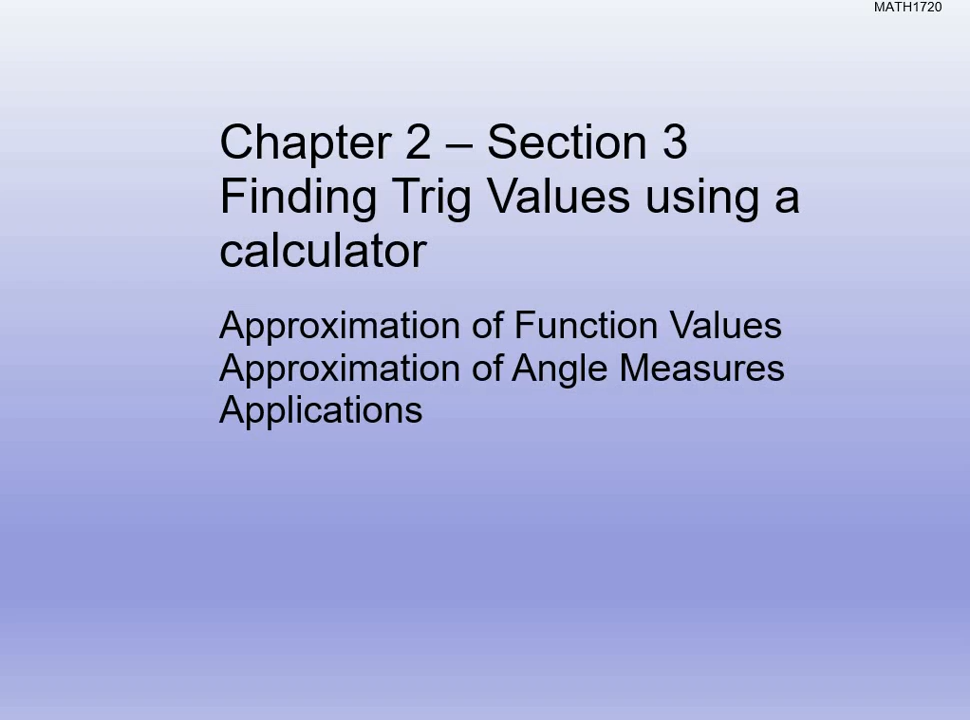 MATH1720
Chapter 2 – Section 3
Finding Trig Values using a
calculator
Approximation of Function Values
Approximation of Angle Measures
Applications